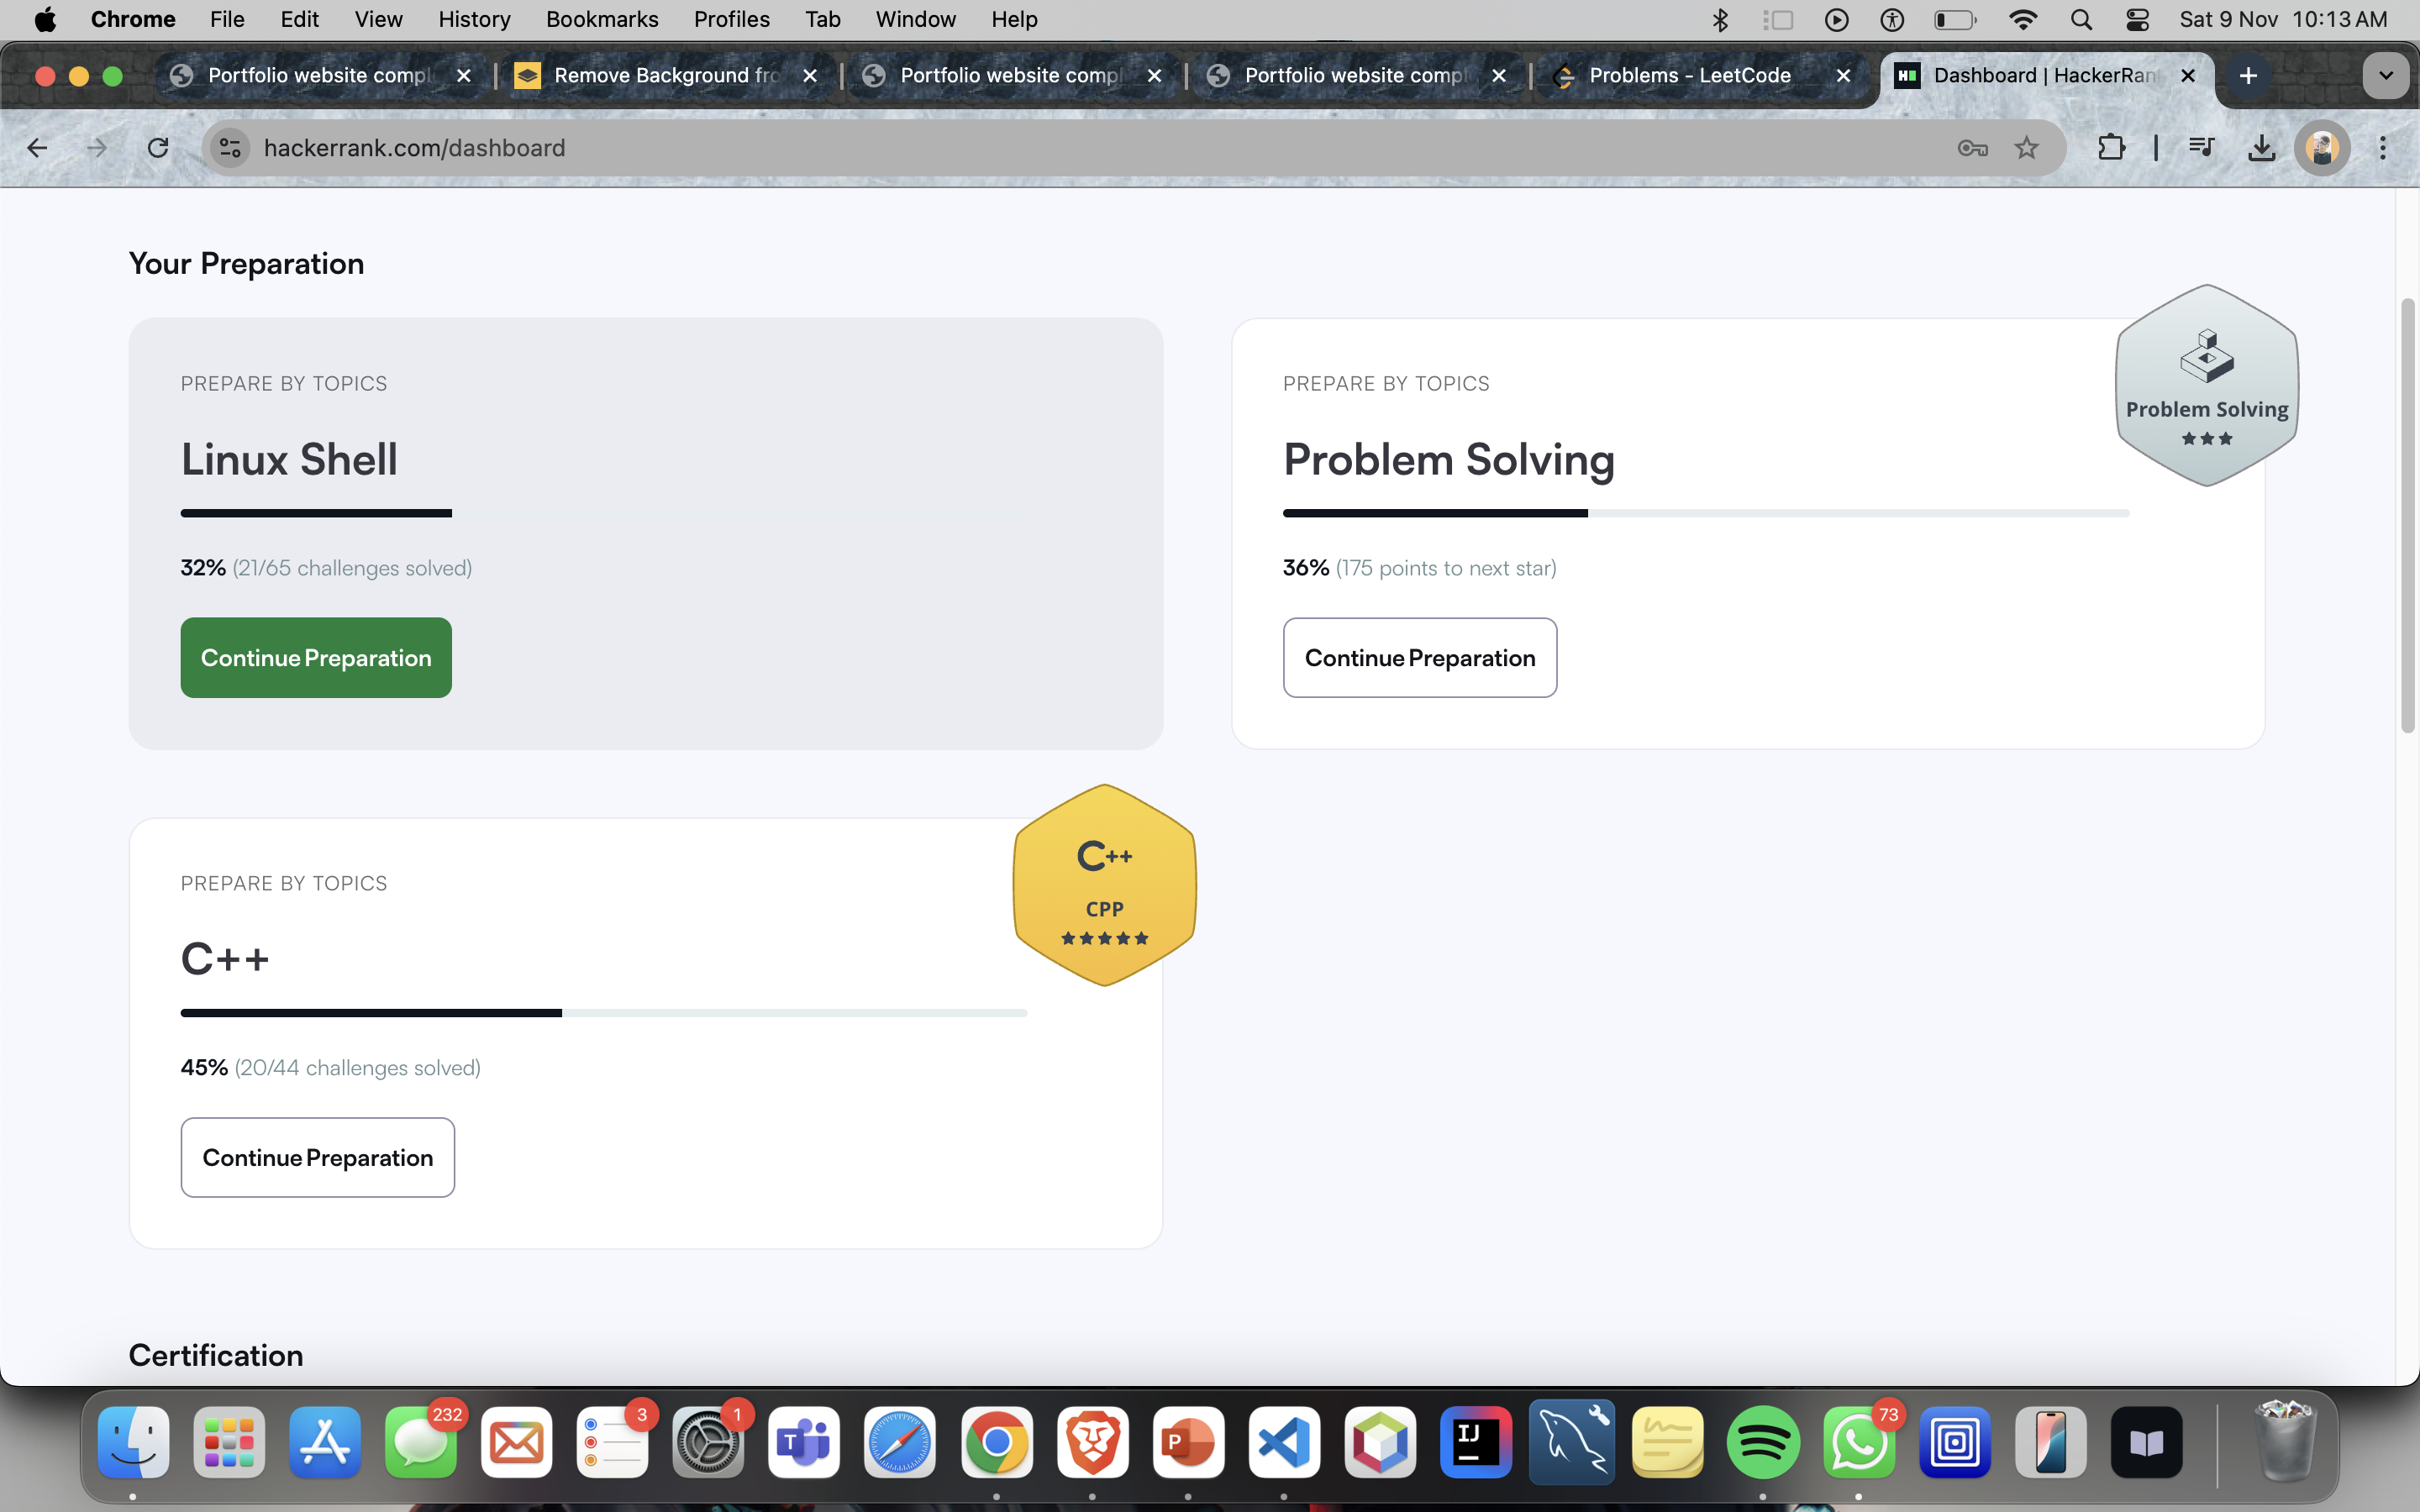 Chrome File Edit View History Bookmarks Profiles Tab Window Help Sat 9 Nov 10:13 AM
Portfolio website compl Remove Background fro Portfolio website compl Portfolio website compl Problems - LeetCode Dashboard | HackerRan
hackerrank.com/dashboard
Your Preparation
PREPARE BY TOPICS
Linux Shell
32% (21/65 challenges solved)
Continue Preparation
PREPARE BY TOPICS
Problem Solving
36% (175 points to next star)
Continue Preparation
Problem Solving
PREPARE BY TOPICS
C++
45% (20/44 challenges solved)
Continue Preparation
C++
CPP
Certification
232 3 1 73
T P IJ